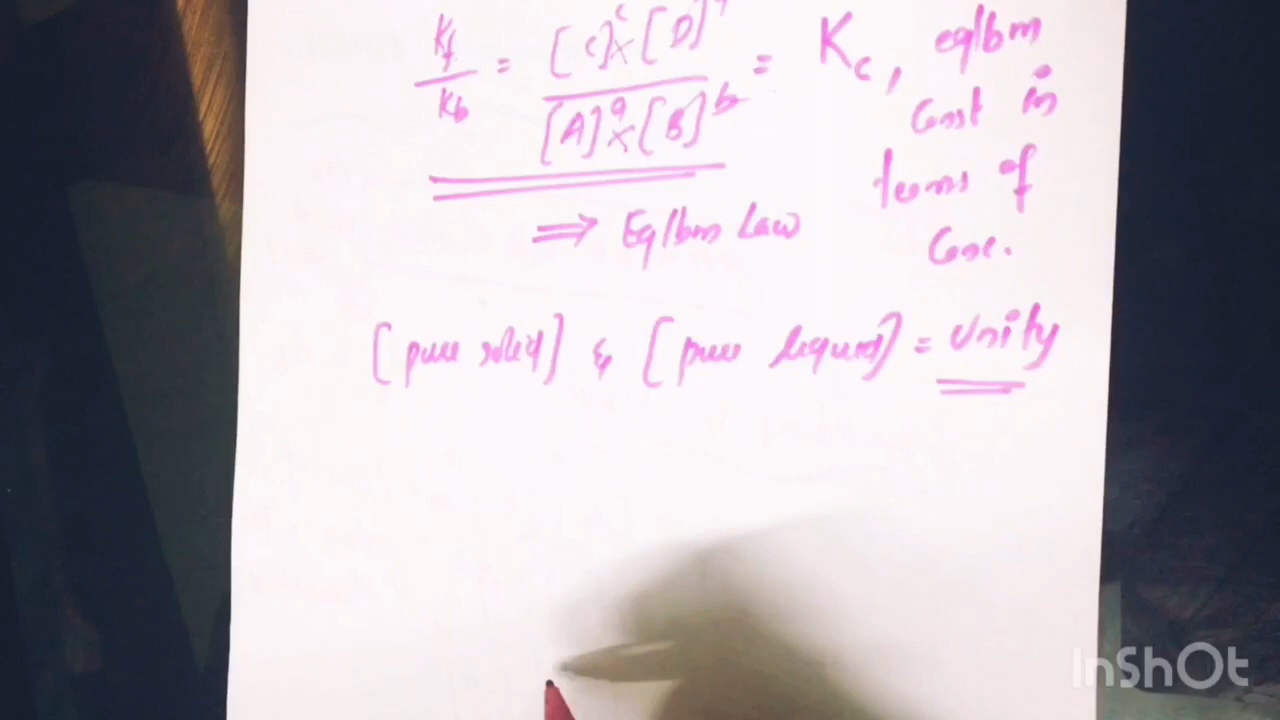 Kf/Kb = [C]^c × [D]^d / [A]^a × [B]^b = Kc, eqlbm
Const in
terms of
Conc.
⇒ Eqlbm Law
[pure solid] & [pure liquid] = Unity
InShOt